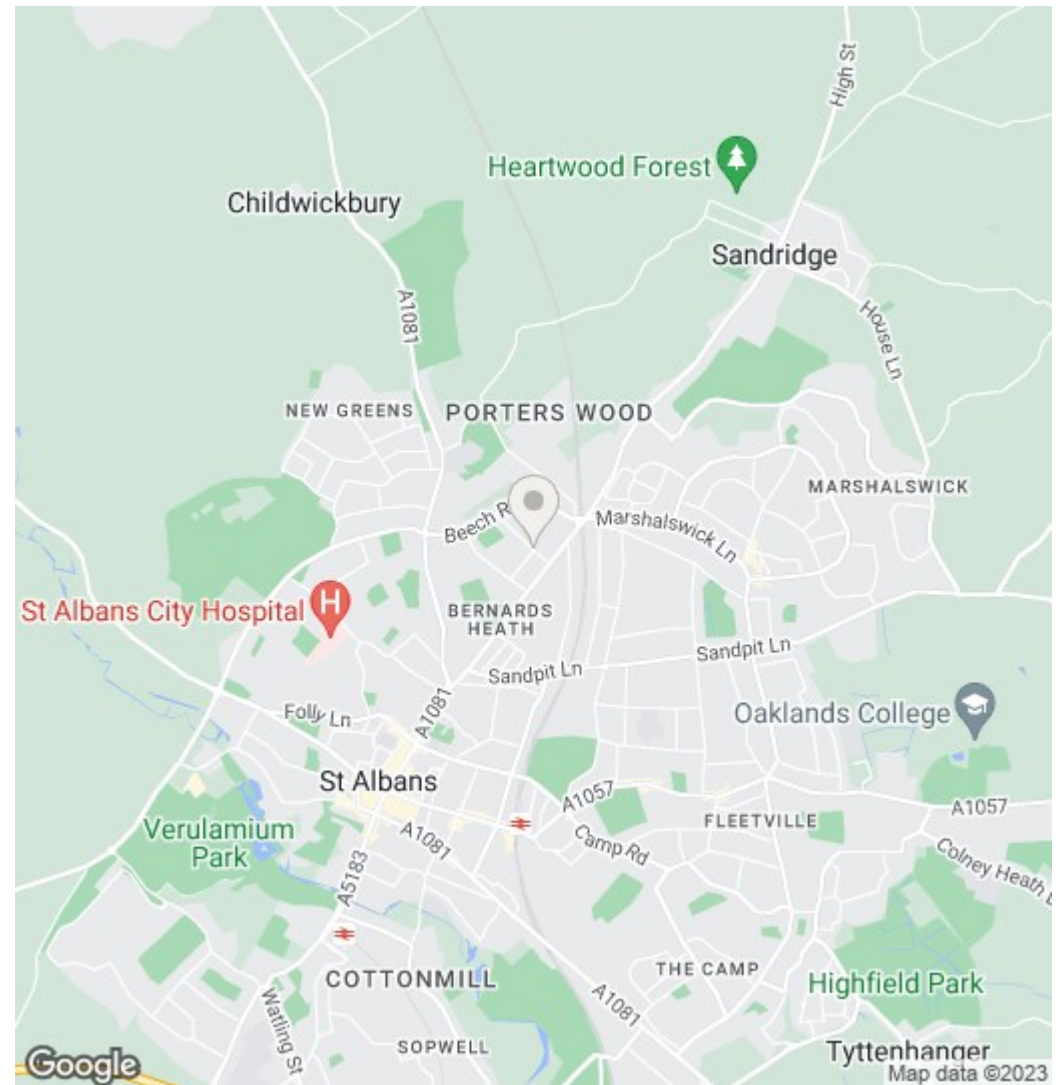 High St
Heartwood Forest
Childwickbury
Sandridge
A1081
House Ln
NEW GREENS
PORTERS WOOD
MARSHALSWICK
Beech
Marshalswick Ln
St Albans City Hospital
H
BERNARDS
HEATH
Sandpit Ln
Sandpit Ln
A1081
Folly Ln
Oaklands College
St Albans
A1057
A1057
Verulamium
Park
A1081
FLEETVILLE
Camp Rd
Colney Heath
A5183
THE CAMP
COTTONMILL
Highfield Park
A1081
Watling St
SOPWELL
Tyttenhanger
Google
Map data ©2023